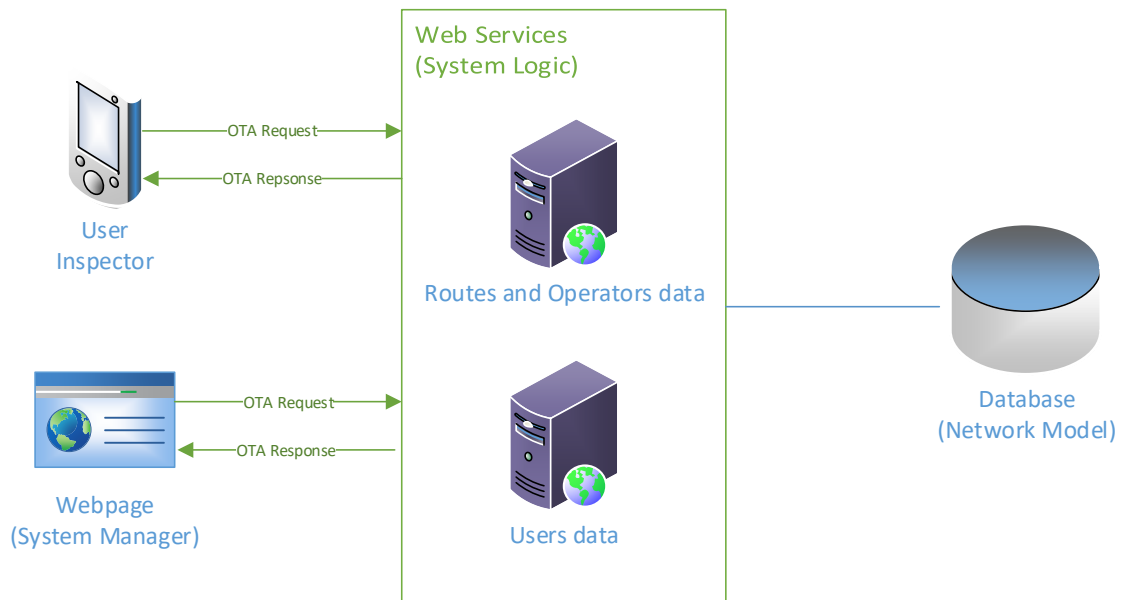 Web Services
(System Logic)
OTA Request
OTA Repsonse
User
Inspector
Routes and Operators data
OTA Request
OTA Response
Webpage
(System Manager)
Users data
Database
(Network Model)